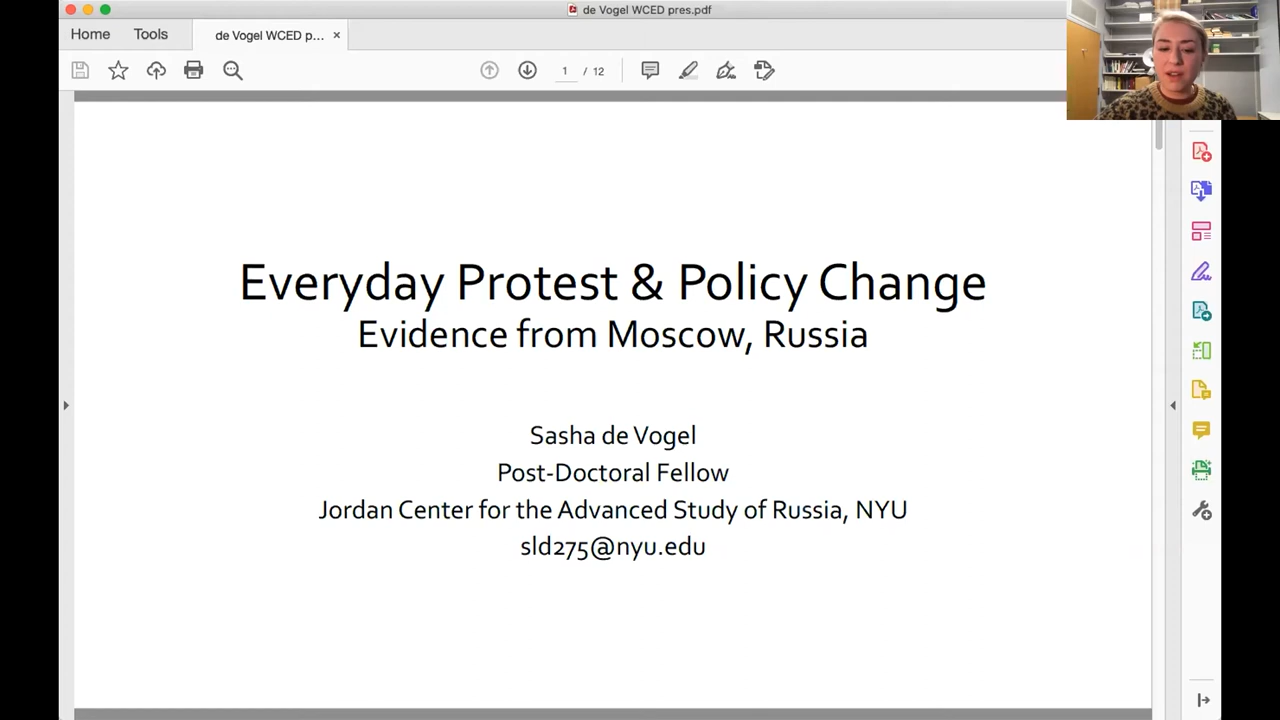 de Vogel WCED pres.pdf
Home Tools de Vogel WCED p... ×
1 / 12
Everyday Protest & Policy Change
Evidence from Moscow, Russia
Sasha de Vogel
Post-Doctoral Fellow
Jordan Center for the Advanced Study of Russia, NYU
sld275@nyu.edu